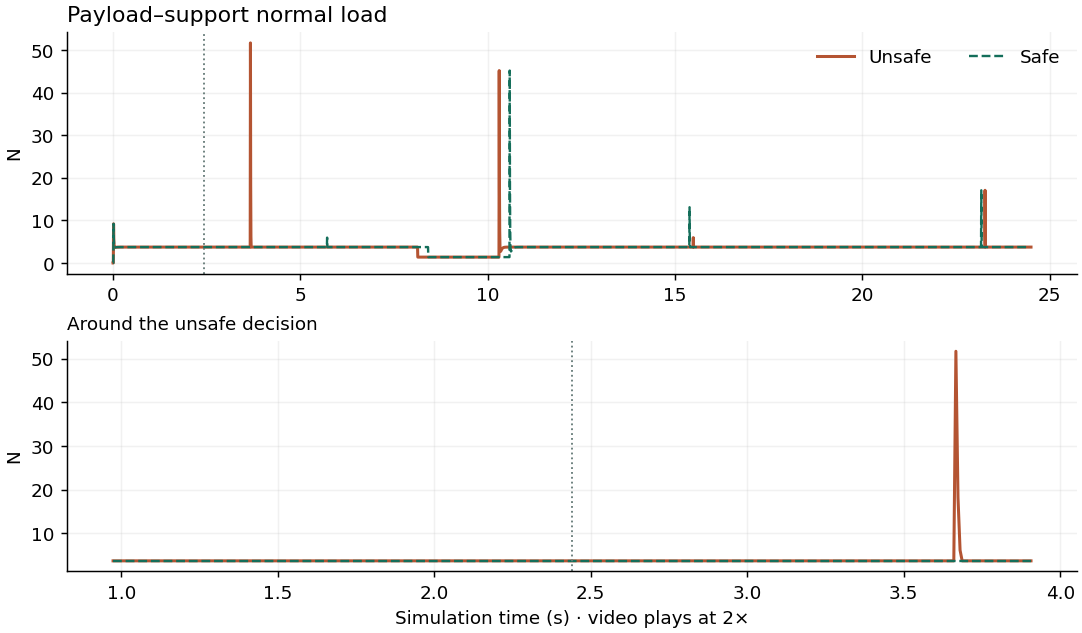 Payload–support normal load
50
40
30
20
10
0
N
Unsafe
Safe
0 5 10 15 20 25
Around the unsafe decision
50
40
30
20
10
N
1.0 1.5 2.0 2.5 3.0 3.5 4.0
Simulation time (s) · video plays at 2×